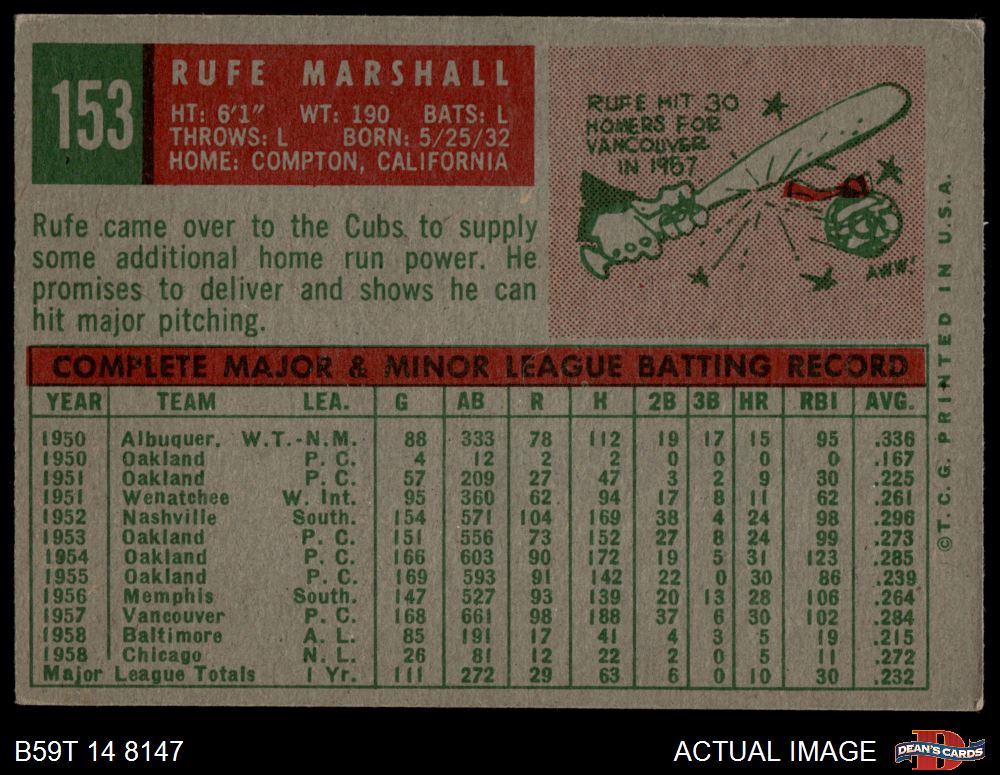 153
RUFE MARSHALL
HT: 6'1" WT: 190 BATS: L
THROWS: L BORN: 5/25/32
HOME: COMPTON, CALIFORNIA
Rufe came over to the Cubs to supply
some additional home run power. He
promises to deliver and shows he can
hit major pitching.
RUFE HIT 30
HOMERS FOR
VANCOUVER
IN 1957
AWW!
COMPLETE MAJOR & MINOR LEAGUE BATTING RECORD
YEAR TEAM LEA. G AB R H 2B 3B HR RBI AVG.
1950 Albuquer. W.T.-N.M. 88 333 78 112 19 17 15 95 .336
1950 Oakland P. C. 4 12 2 2 0 0 0 0 .167
1951 Oakland P. C. 57 209 27 47 3 2 9 30 .225
1951 Wenatchee W. Int. 95 360 62 94 17 8 11 62 .261
1952 Nashville South. 154 571 104 169 38 4 24 98 .296
1953 Oakland P. C. 151 556 73 152 27 8 24 99 .273
1954 Oakland P. C. 166 603 90 172 19 5 31 123 .285
1955 Oakland P. C. 169 593 91 142 22 0 30 86 .239
1956 Memphis South. 147 527 93 139 20 13 28 106 .264
1957 Vancouver P. C. 168 661 98 188 37 6 30 102 .284
1958 Baltimore A. L. 85 191 17 41 4 3 5 19 .215
1958 Chicago N. L. 26 81 12 22 2 0 5 11 .272
Major League Totals 1 Yr. 111 272 29 63 6 0 10 30 .232
©T. C. G. PRINTED IN U.S.A.
B59T 14 8147
ACTUAL IMAGE
DEAN'S CARDS